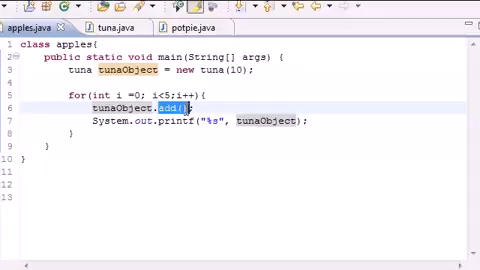 apples.java tuna.java potpie.java
1 class apples{
2 public static void main(String[] args) {
3 tuna tunaObject = new tuna(10);
4
5 for(int i =0; i<5;i++){
6 tunaObject.add();
7 System.out.printf("%s", tunaObject);
8 }
9 }
10 }
11
12
13